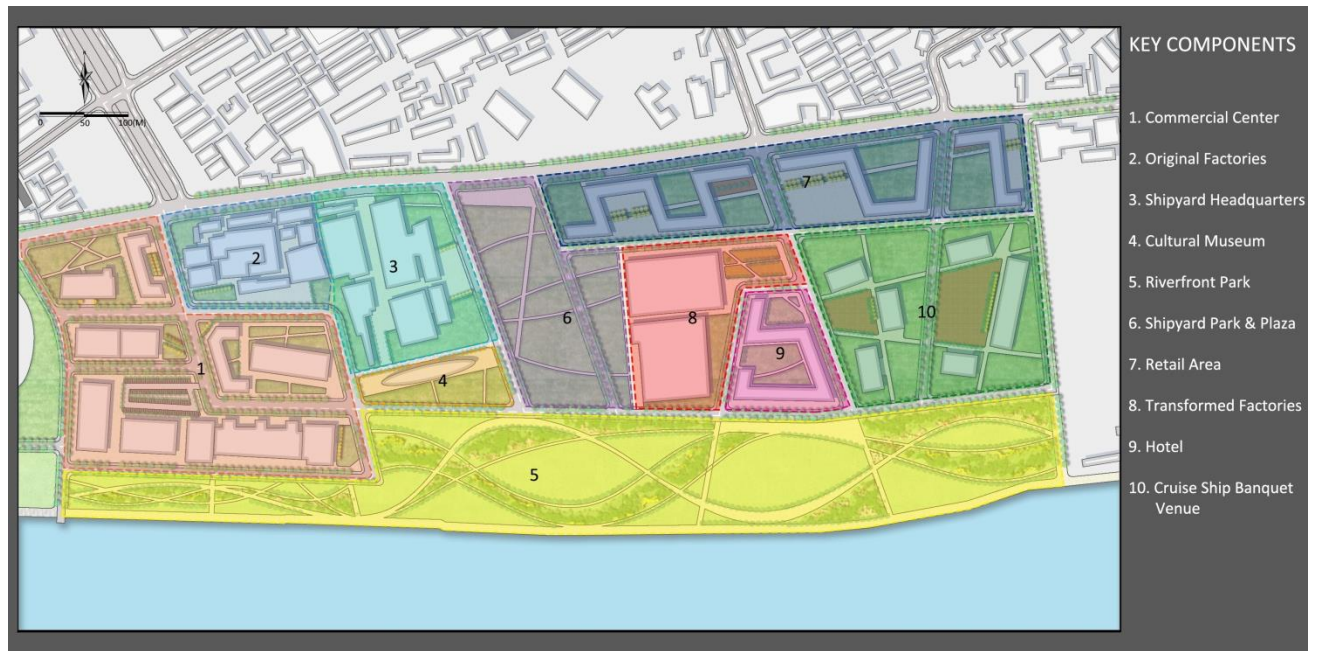 KEY COMPONENTS
1. Commercial Center
2. Original Factories
3. Shipyard Headquarters
4. Cultural Museum
5. Riverfront Park
6. Shipyard Park & Plaza
7. Retail Area
8. Transformed Factories
9. Hotel
10. Cruise Ship Banquet
Venue
0 50 100(M)
7
2
3
10
6
8
9
1
4
5